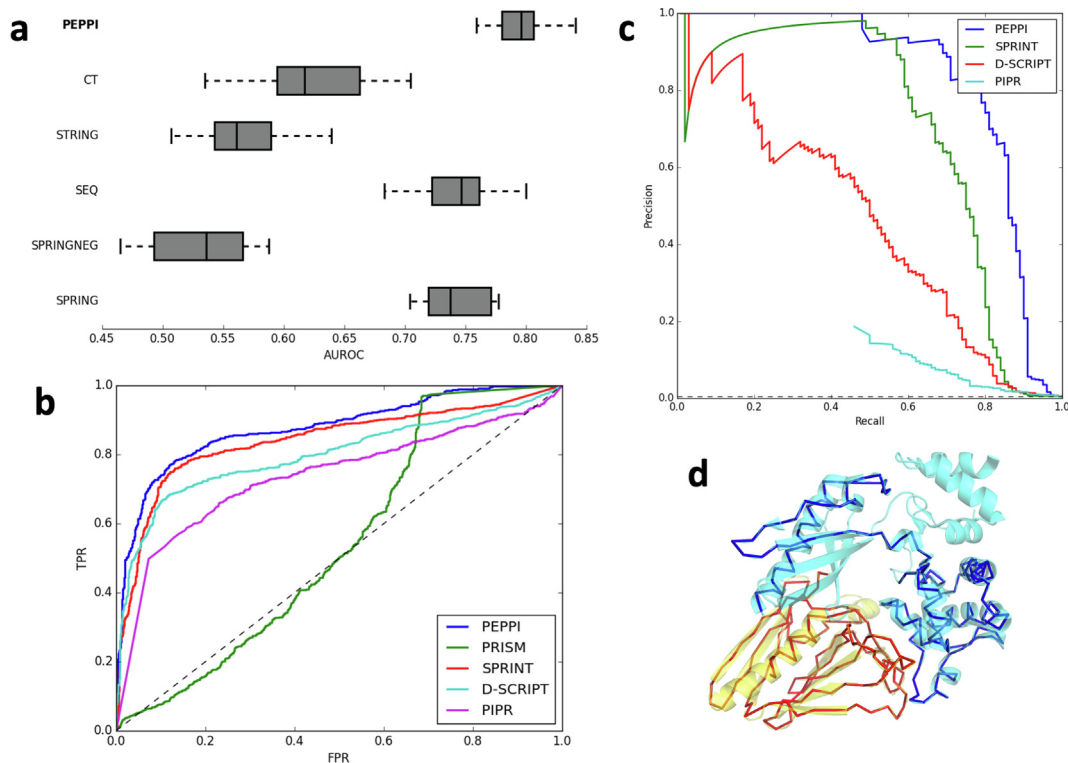 a
PEPPI
CT
STRING
SEQ
SPRINGNEG
SPRING
0.45 0.50 0.55 0.60 0.65 0.70 0.75 0.80 0.85
AUROC
b
1.0
0.8
0.6
0.4
0.2
0.0
TPR
0.0 0.2 0.4 0.6 0.8 1.0
FPR
PEPPI
PRISM
SPRINT
D-SCRIPT
PIPR
c
1.0
0.8
0.6
0.4
0.2
0.0
Precision
0.0 0.2 0.4 0.6 0.8 1.0
Recall
PEPPI
SPRINT
D-SCRIPT
PIPR
d